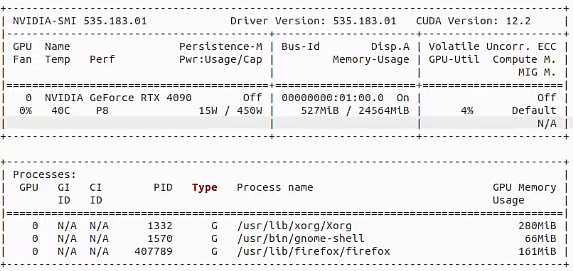 NVIDIA-SMI 535.183.01 Driver Version: 535.183.01 CUDA Version: 12.2
GPU Name Persistence-M | Bus-Id Disp.A | Volatile Uncorr. ECC
Fan Temp Perf Pwr:Usage/Cap | Memory-Usage | GPU-Util Compute M.
MIG M.
0 NVIDIA GeForce RTX 4090 Off | 00000000:01:00.0 On | Off
0% 40C P8 15W / 450W | 527MiB / 24564MiB | 4% Default
N/A
Processes:
GPU GI CI PID Type Process name GPU Memory
ID ID Usage
0 N/A N/A 1332 G /usr/lib/xorg/Xorg 280MiB
0 N/A N/A 1570 G /usr/bin/gnome-shell 66MiB
0 N/A N/A 407789 G /usr/lib/firefox/firefox 161MiB